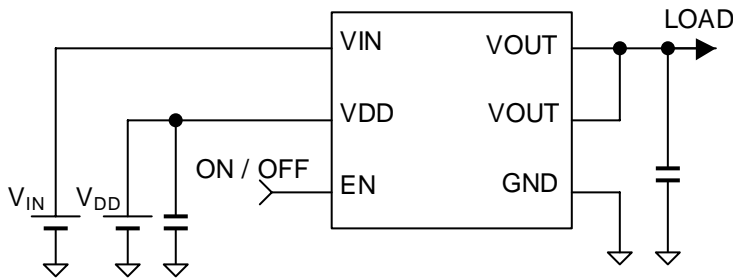 LOAD
VIN VOUT
VDD VOUT
ON / OFF
EN GND
VIN VDD